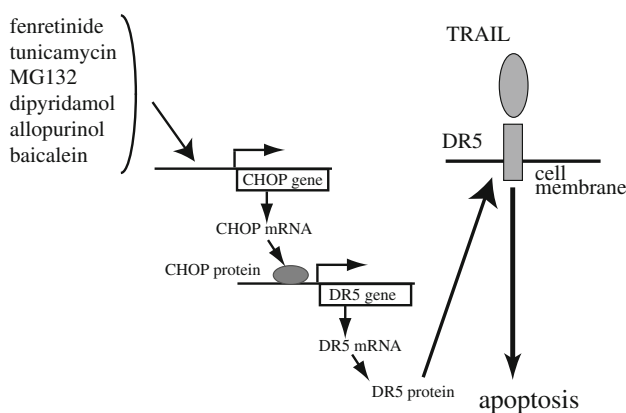 fenretinide
tunicamycin
MG132
dipyridamol
allopurinol
baicalein
CHOP gene
CHOP mRNA
CHOP protein
DR5 gene
DR5 mRNA
DR5 protein
TRAIL
DR5
cell
membrane
apoptosis